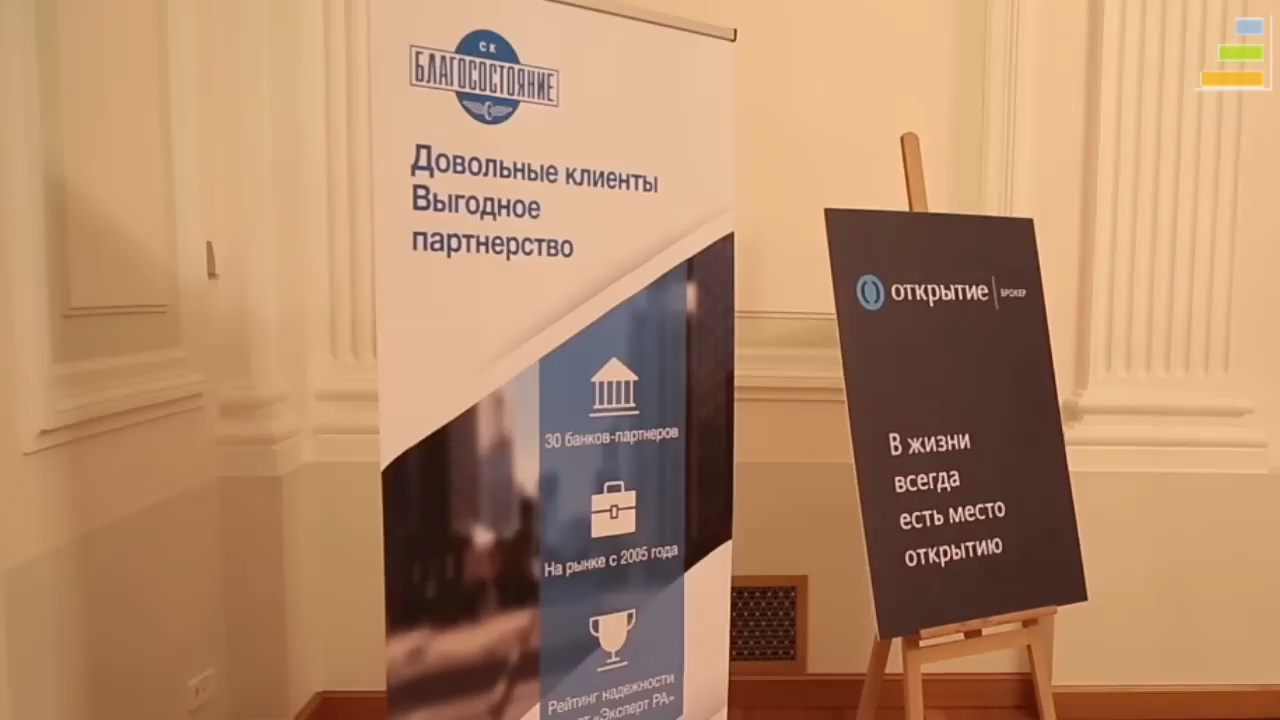 СК
БЛАГОСОСТОЯНИЕ
Довольные клиенты
Выгодное
партнерство
30 банков-партнеров
На рынке с 2005 года
Рейтинг надежности
«Эксперт РА»
открытие БРОКЕР
В жизни
всегда
есть место
открытию